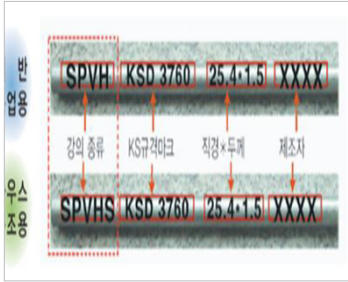 반
업용
SPVH KSD 3760 25.4·1.5 XXXX
강의 종류 KS규격마크 직경×두께 제조자
우스
조용
SPVHS KSD 3760 25.4·1.5 XXXX